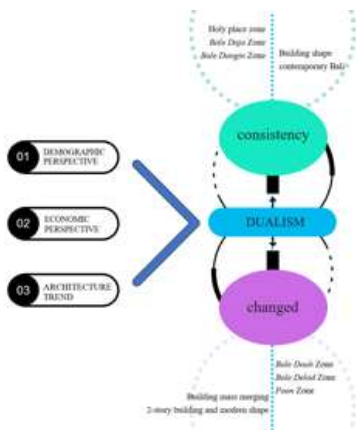 Holy place zone
Bale Daja Zone
Bale Dangin Zone
Building shape
contemporary Bali
consistency
01
DEMOGRAPHIC
PERSPECTIVE
02
ECONOMIC
PERSPECTIVE
DUALISM
03
ARCHITECTURE
TREND
changed
Bale Dauh Zone
Bale Delod Zone
Paon Zone
Building mass merging
2-story building and modern shape